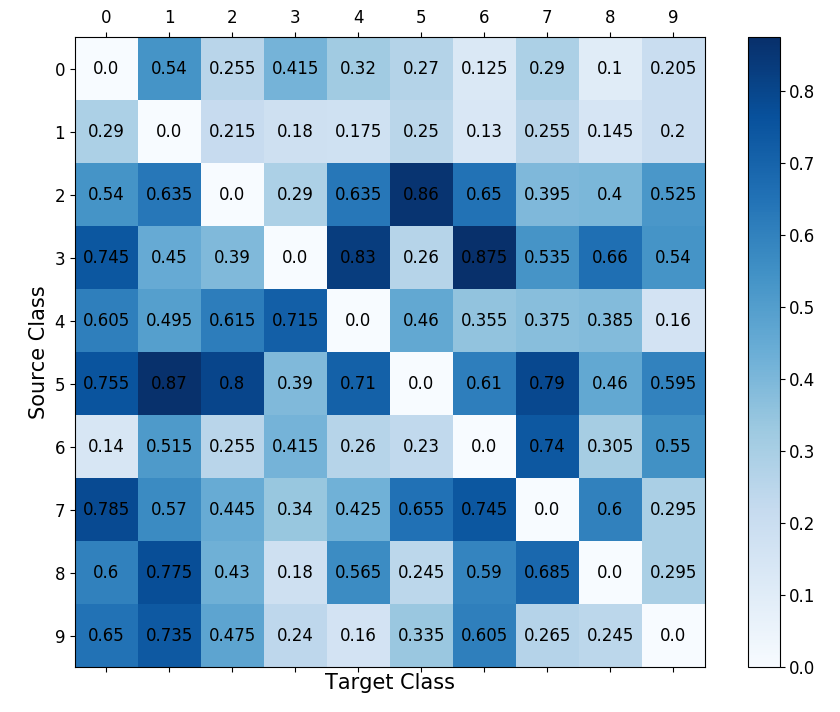 0 1 2 3 4 5 6 7 8 9
0 0.0 0.54 0.255 0.415 0.32 0.27 0.125 0.29 0.1 0.205
1 0.29 0.0 0.215 0.18 0.175 0.25 0.13 0.255 0.145 0.2
2 0.54 0.635 0.0 0.29 0.635 0.86 0.65 0.395 0.4 0.525
3 0.745 0.45 0.39 0.0 0.83 0.26 0.875 0.535 0.66 0.54
4 0.605 0.495 0.615 0.715 0.0 0.46 0.355 0.375 0.385 0.16
5 0.755 0.87 0.8 0.39 0.71 0.0 0.61 0.79 0.46 0.595
6 0.14 0.515 0.255 0.415 0.26 0.23 0.0 0.74 0.305 0.55
7 0.785 0.57 0.445 0.34 0.425 0.655 0.745 0.0 0.6 0.295
8 0.6 0.775 0.43 0.18 0.565 0.245 0.59 0.685 0.0 0.295
9 0.65 0.735 0.475 0.24 0.16 0.335 0.605 0.265 0.245 0.0
Source Class
Target Class
0.8
0.7
0.6
0.5
0.4
0.3
0.2
0.1
0.0